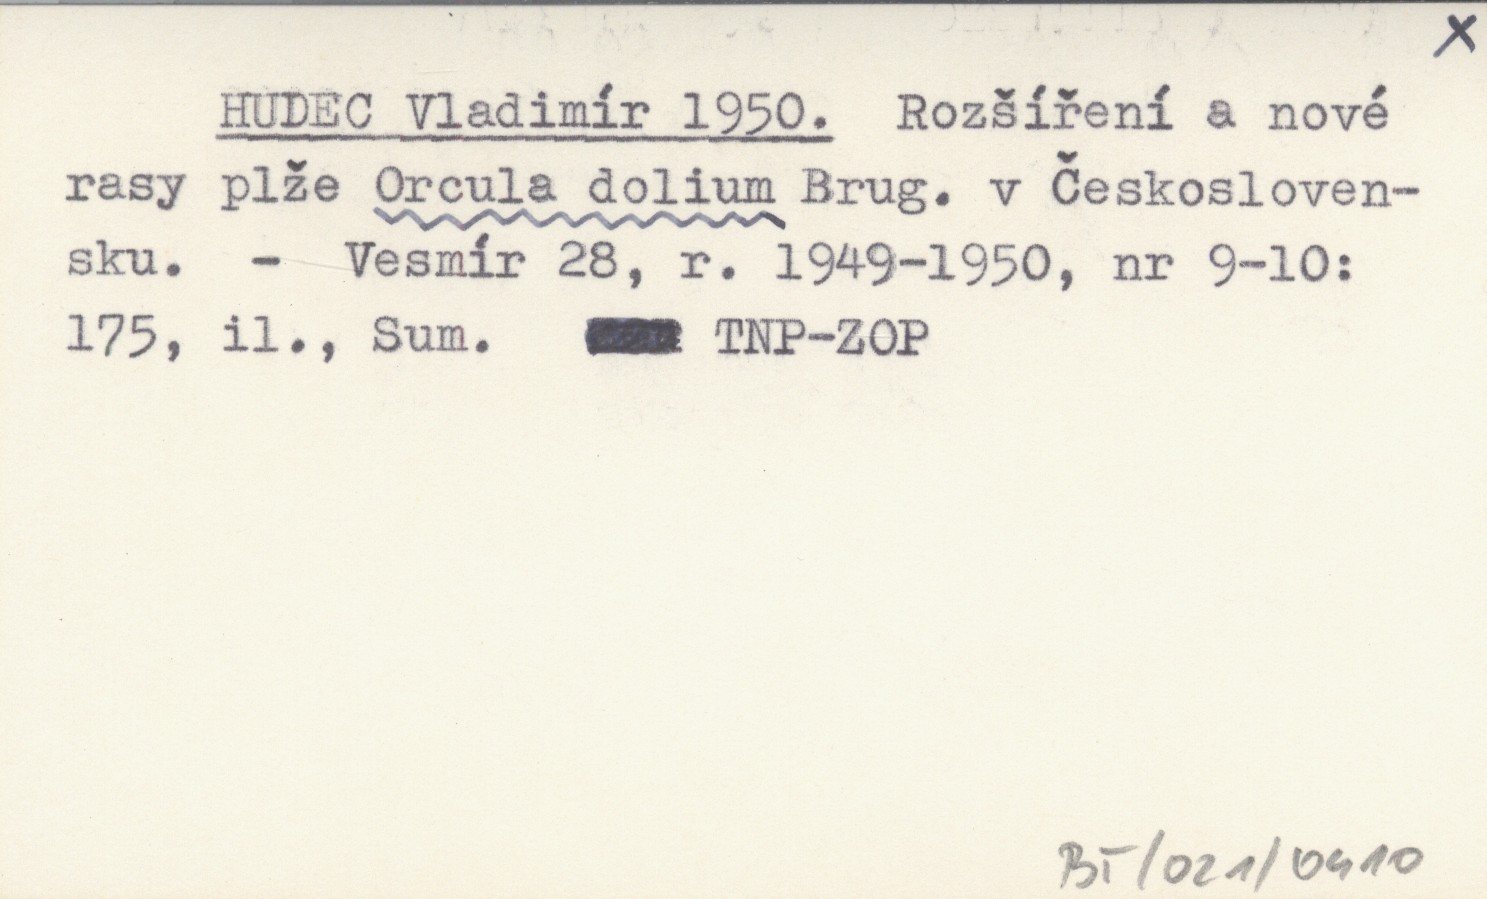 x
HUDEC Vladimír 1950. Rozšíření a nové
rasy plže Orcula dolium Brug. v Českosloven-
sku. - Vesmír 28, r. 1949-1950, nr 9-10:
175, il., Sum. TNP-ZOP
BT/021/0410